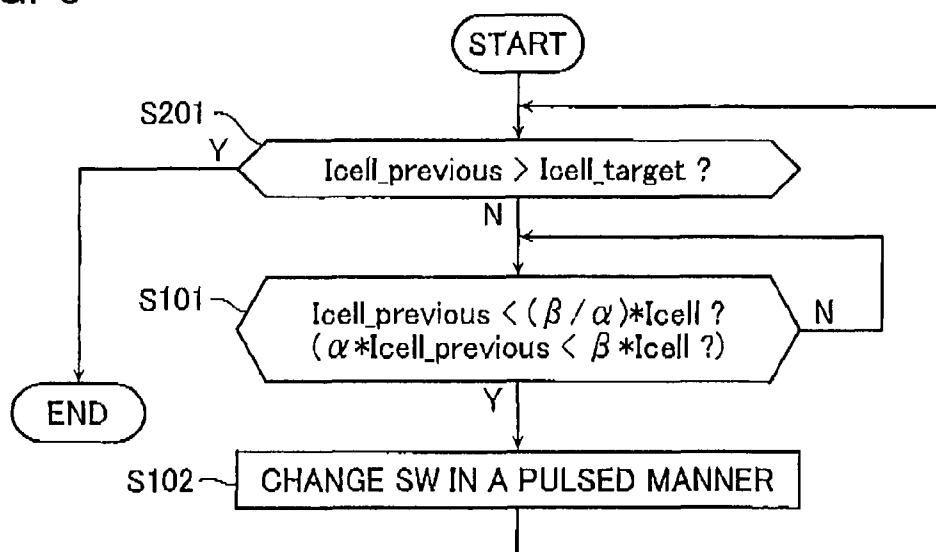 START
S201
Y
Icell_previous > Icell_target ?
N
S101
Icell_previous < (β / α)*Icell ?
(α*Icell_previous < β *Icell ?)
N
Y
END
S102
CHANGE SW IN A PULSED MANNER